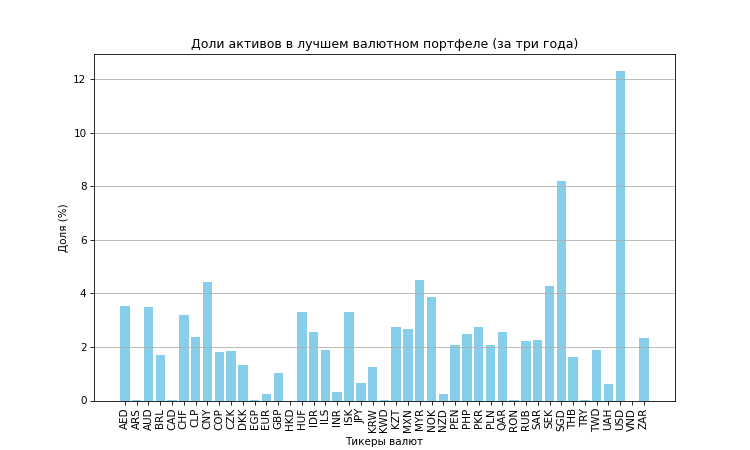 Доли активов в лучшем валютном портфеле (за три года)
Доля (%)
12
10
8
6
4
2
0
AED ARS AUD BRL CAD CHF CLP CNY COP CZK DKK EGP EUR GBP HKD HUF IDR ILS INR ISK JPY KRW KWD KZT MXN MYR NOK NZD PEN PHP PKR PLN QAR RON RUB SAR SEK SGD THB TRY TWD UAH USD VND ZAR
Тикеры валют